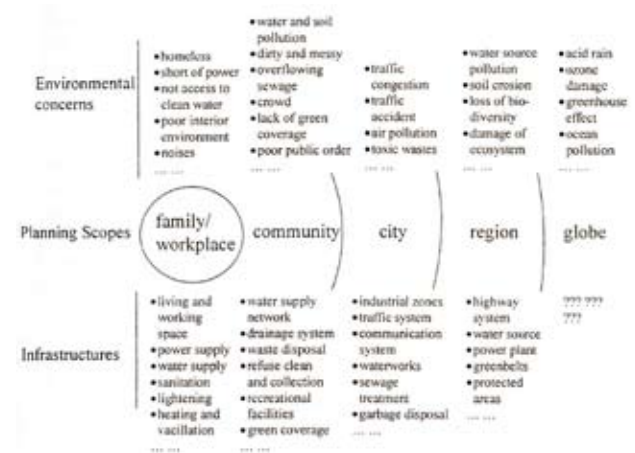 Environmental
concerns
•homeless
•short of power
•not access to
clean water
•poor interior
environment
•noises
... ...
•water and soil
pollution
•dirty and messy
•overflowing
sewage
•crowd
•lack of green
coverage
•poor public order
... ...
•traffic
congestion
•traffic
accident
•air pollution
•toxic wastes
... ...
•water source
pollution
•soil erosion
•loss of bio-
diversity
•damage of
ecosystem
... ...
•acid rain
•ozone
damage
•greenhouse
effect
•ocean
pollution
... ...
Planning Scopes
family/
workplace
community
city
region
globe
Infrastructures
•living and
working
space
•power supply
•water supply
•sanitation
•lightening
•heating and
vacillation
... ...
•water supply
network
•drainage system
•waste disposal
•refuse clean
and collection
•recreational
facilities
•green coverage
... ...
•industrial zones
•traffic system
•communication
system
•waterworks
•sewage
treatment
•garbage disposal
... ...
•highway
system
•water source
•power plant
•greenbelts
•protected
areas
... ...
??? ???
???